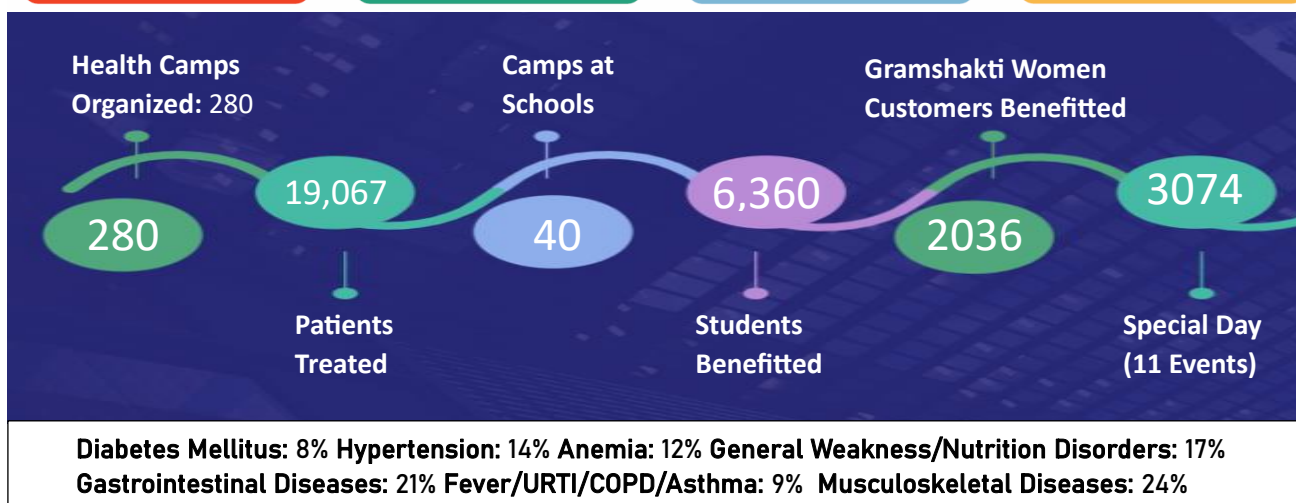 Health Camps
Organized: 280
280
19,067
Patients
Treated
Camps at
Schools
40
6,360
Students
Benefitted
Gramshakti Women
Customers Benefitted
2036
3074
Special Day
(11 Events)
Diabetes Mellitus: 8% Hypertension: 14% Anemia: 12% General Weakness/Nutrition Disorders: 17%
Gastrointestinal Diseases: 21% Fever/URTI/COPD/Asthma: 9% Musculoskeletal Diseases: 24%